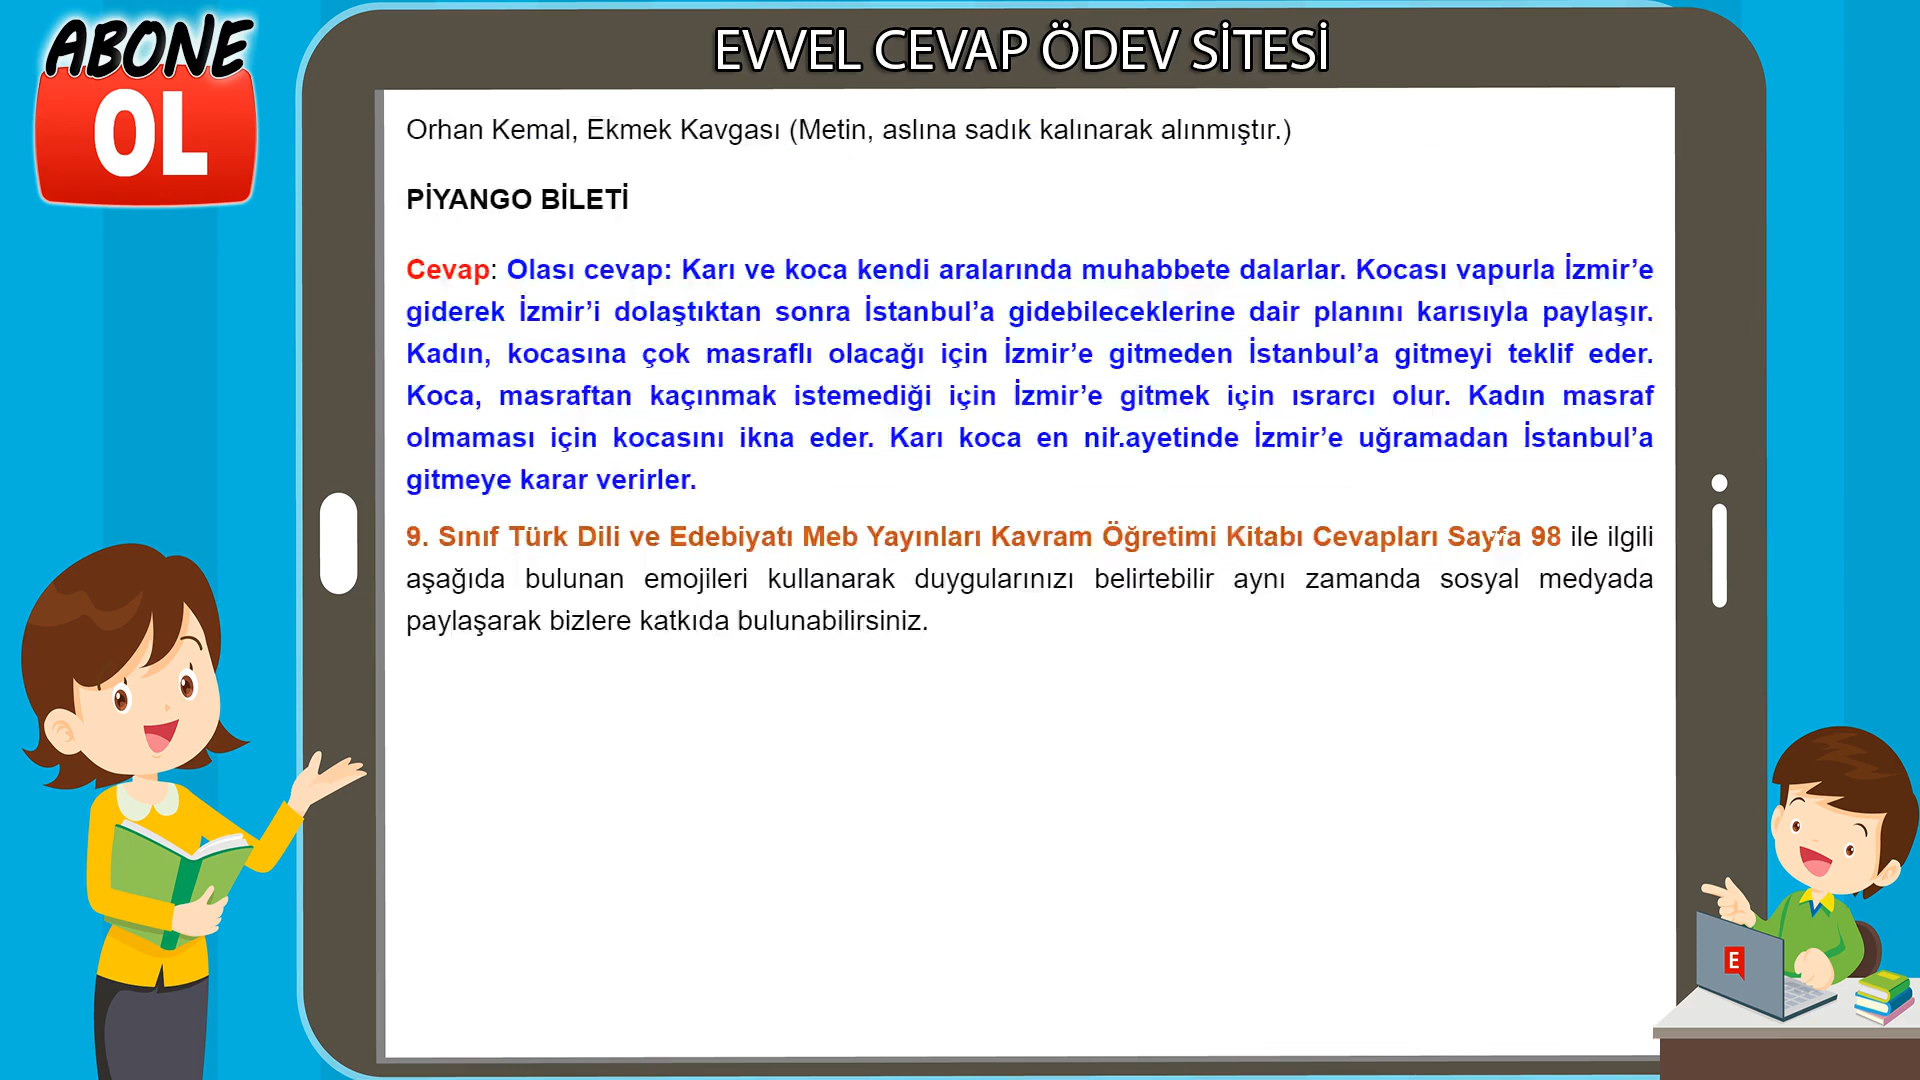 ABONE
OL
EVVEL CEVAP ÖDEV SİTESİ
Orhan Kemal, Ekmek Kavgası (Metin, aslına sadık kalınarak alınmıştır.)
PİYANGO BİLETİ
Cevap: Olası cevap: Karı ve koca kendi aralarında muhabbete dalarlar. Kocası vapurla İzmir’e
giderek İzmir’i dolaştıktan sonra İstanbul’a gidebileceklerine dair planını karısıyla paylaşır.
Kadın, kocasına çok masraflı olacağı için İzmir’e gitmeden İstanbul’a gitmeyi teklif eder.
Koca, masraftan kaçınmak istemediği için İzmir’e gitmek için ısrarcı olur. Kadın masraf
olmaması için kocasını ikna eder. Karı koca en nihayetinde İzmir’e uğramadan İstanbul’a
gitmeye karar verirler.
9. Sınıf Türk Dili ve Edebiyatı Meb Yayınları Kavram Öğretimi Kitabı Cevapları Sayfa 98 ile ilgili
aşağıda bulunan emojileri kullanarak duygularınızı belirtebilir aynı zamanda sosyal medyada
paylaşarak bizlere katkıda bulunabilirsiniz.
E